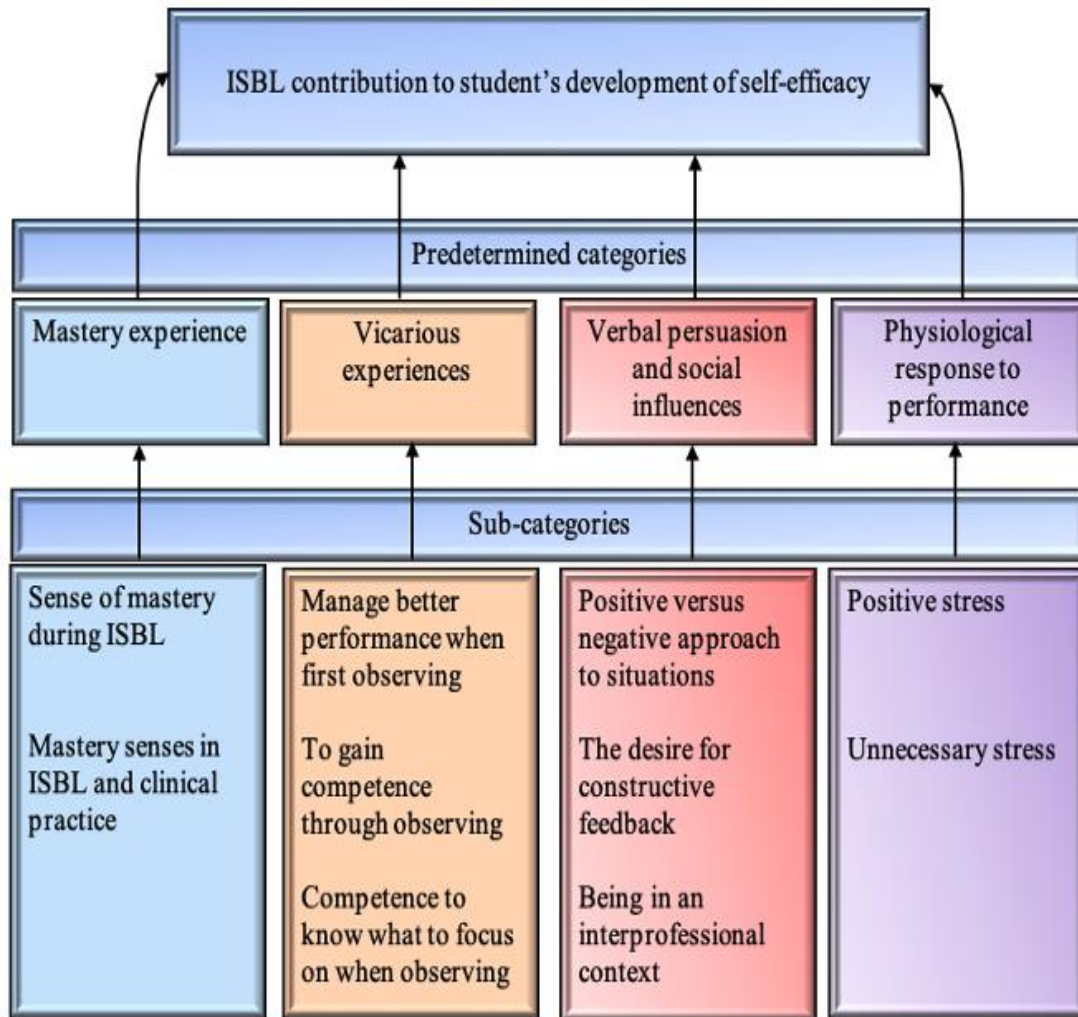 ISBL contribution to student's development of self-efficacy
Predetermined categories
Mastery experience
Vicarious
experiences
Verbal persuasion
and social
influences
Physiological
response to
performance
Sub-categories
Sense of mastery
during ISBL
Mastery senses in
ISBL and clinical
practice
Manage better
performance when
first observing
To gain
competence
through observing
Competence to
know what to focus
on when observing
Positive versus
negative approach
to situations
The desire for
constructive
feedback
Being in an
interprofessional
context
Positive stress
Unnecessary stress